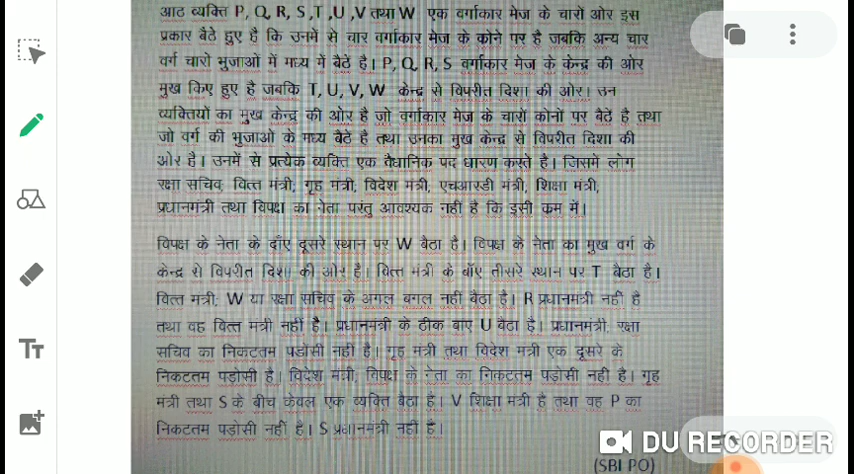 आठ व्यक्ति P, Q, R, S ,T ,U ,V तथा W एक वर्गाकार मेज के चारों ओर इस
प्रकार बैठे हुए है कि उनमें से चार वर्गाकार मेज के कोने पर है जबकि अन्य चार
वर्ग चारो भुजाओं में मध्य में बैठे है। P, Q, R, S वर्गाकार मेज के केन्द्र की ओर
मुख किए हुए है जबकि T, U, V, W केन्द्र से विपरीत दिशा की ओर। उन
व्यक्तियों का मुख केन्द्र की ओर है जो वर्गाकार मेज के चारों कोनों पर बैठें है तथा
जो वर्ग की भुजाओं के मध्य बैठे है तथा उनका मुख केन्द्र से विपरीत दिशा की
ओर है। उनमें से प्रत्येक व्यक्ति एक वैधानिक पद धारण करते है। जिसमें लोग
रक्षा सचिव, वित्त मंत्री, गृह मंत्री, विदेश मंत्री, एचआरडी मंत्री, शिक्षा मंत्री,
प्रधानमंत्री तथा विपक्ष का नेता परंतु आवश्यक नहीं है कि इसी क्रम में।
विपक्ष के नेता के दाँए दूसरे स्थान पर W बैठा है। विपक्ष के नेता का मुख वर्ग के
केन्द्र से विपरीत दिशा की ओर है। वित्त मंत्री के बाँए तीसरे स्थान पर T बैठा है।
वित्त मंत्री, W या रक्षा सचिव के अगल बगल नहीं बैठा है। R प्रधानमंत्री नहीं है
तथा वह वित्त मंत्री नहीं है। प्रधानमंत्री के ठीक बाए U बैठा है। प्रधानमंत्री, रक्षा
सचिव का निकटतम पडोसी नहीं है। गृह मंत्री तथा विदेश मंत्री एक दूसरे के
निकटतम पडोसी है। विदेश मंत्री, विपक्ष के नेता का निकटतम पडोसी नहीं है। गृह
मंत्री तथा S के बीच केवल एक व्यक्ति बैठा है। V शिक्षा मंत्री है तथा वह P का
निकटतम पडोसी नहीं है। S प्रधानमंत्री नहीं है।
DU RECORDER
(SBI PO)
Tт